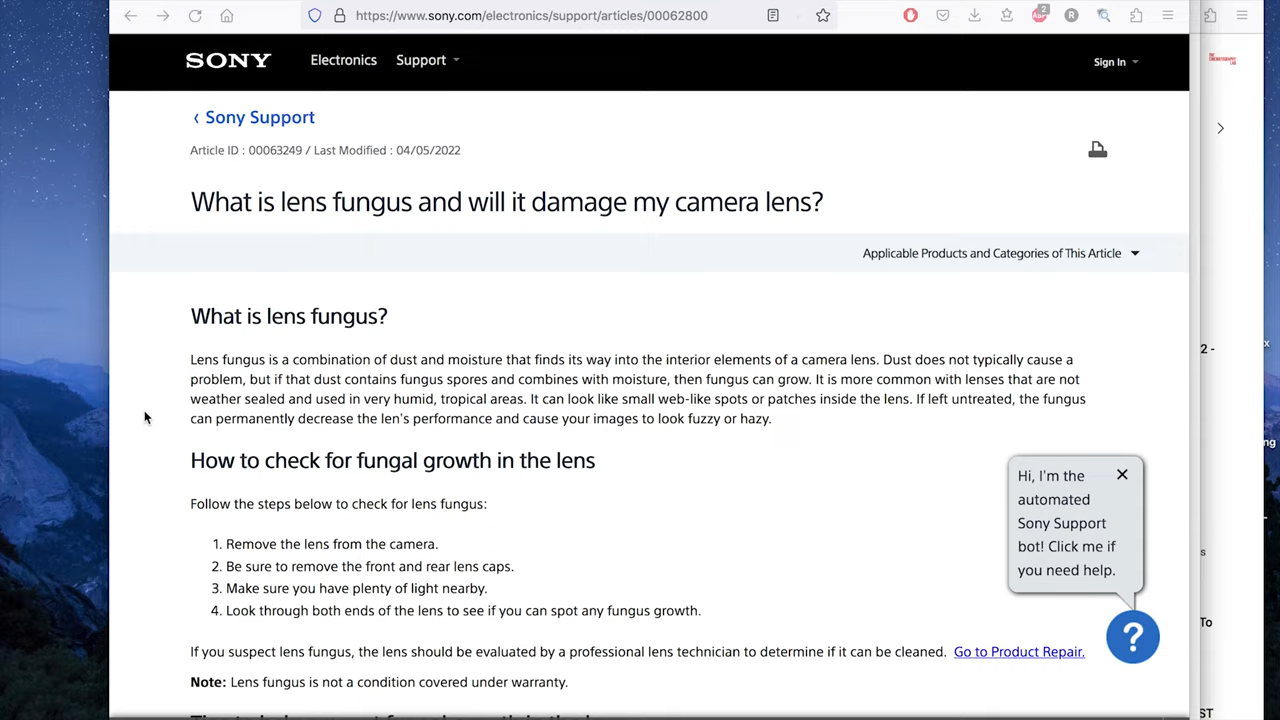 https://www.sony.com/electronics/support/articles/00062800
2
R
SONY
Electronics
Support
Sign In
‹ Sony Support
Article ID : 00063249 / Last Modified : 04/05/2022
What is lens fungus and will it damage my camera lens?
Applicable Products and Categories of This Article
What is lens fungus?
Lens fungus is a combination of dust and moisture that finds its way into the interior elements of a camera lens. Dust does not typically cause a
problem, but if that dust contains fungus spores and combines with moisture, then fungus can grow. It is more common with lenses that are not
weather sealed and used in very humid, tropical areas. It can look like small web-like spots or patches inside the lens. If left untreated, the fungus
can permanently decrease the len's performance and cause your images to look fuzzy or hazy.
How to check for fungal growth in the lens
Follow the steps below to check for lens fungus:
1. Remove the lens from the camera.
2. Be sure to remove the front and rear lens caps.
3. Make sure you have plenty of light nearby.
4. Look through both ends of the lens to see if you can spot any fungus growth.
If you suspect lens fungus, the lens should be evaluated by a professional lens technician to determine if it can be cleaned. Go to Product Repair.
Note: Lens fungus is not a condition covered under warranty.
Hi, I'm the
automated
Sony Support
bot! Click me if
you need help.
?
2 -
To
ST